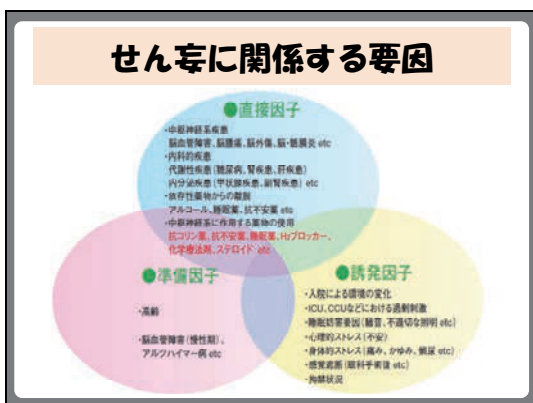 せん妄に関係する要因
●直接因子
・中枢神経系疾患
脳血管障害、脳腫瘍、脳外傷、脳・髄膜炎 etc
・内科的疾患
代謝性疾患(糖尿病、腎疾患、肝疾患)
内分泌疾患(甲状腺疾患、副腎疾患) etc
・依存性薬物からの離脱
アルコール、睡眠薬、抗不安薬 etc
・中枢神経系に作用する薬物の使用
抗コリン薬、抗不安薬、睡眠薬、H2ブロッカー、
化学療法剤、ステロイド etc
●準備因子
・高齢
・脳血管障害(慢性期)、
アルツハイマー病 etc
●誘発因子
・入院による環境の変化
・ICU、CCUなどにおける過剰刺激
・睡眠妨害要因(騒音、不適切な照明 etc)
・心理的ストレス(不安)
・身体的ストレス(痛み、かゆみ、頻尿 etc)
・感覚遮断(眼科手術後 etc)
・拘禁状況